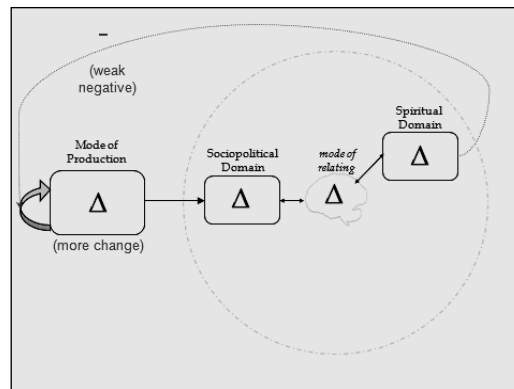 –
(weak
negative)
Spiritual
Domain
Δ
Mode of
Production
Δ
(more change)
Sociopolitical
Domain
Δ
mode of
relating
Δ